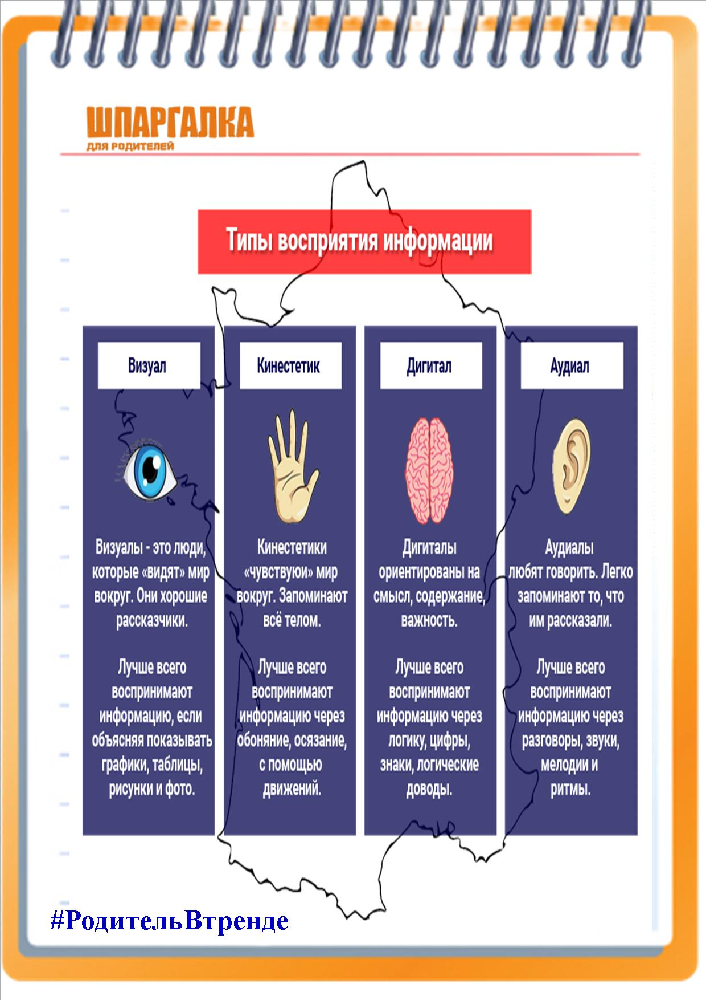 ШПАРГАЛКА
ДЛЯ РОДИТЕЛЕЙ
Типы восприятия информации
Визуал
Визуалы - это люди,
которые «видят» мир
вокруг. Они хорошие
рассказчики.
Лучше всего
воспринимают
информацию, если
объясняя показывать
графики, таблицы,
рисунки и фото.
Кинестетик
Кинестетики
«чувствуюи» мир
вокруг. Запоминают
всё телом.
Лучше всего
воспринимают
информацию через
обоняние, осязание,
с помощью
движений.
Дигитал
Дигиталы
ориентированы на
смысл, содержание,
важность.
Лучше всего
воспринимают
информацию через
логику, цифры,
знаки, логические
доводы.
Аудиал
Аудиалы
любят говорить. Легко
запоминают то, что
им рассказали.
Лучше всего
воспринимают
информацию через
разговоры, звуки,
мелодии и
ритмы.
#РодительВтренде